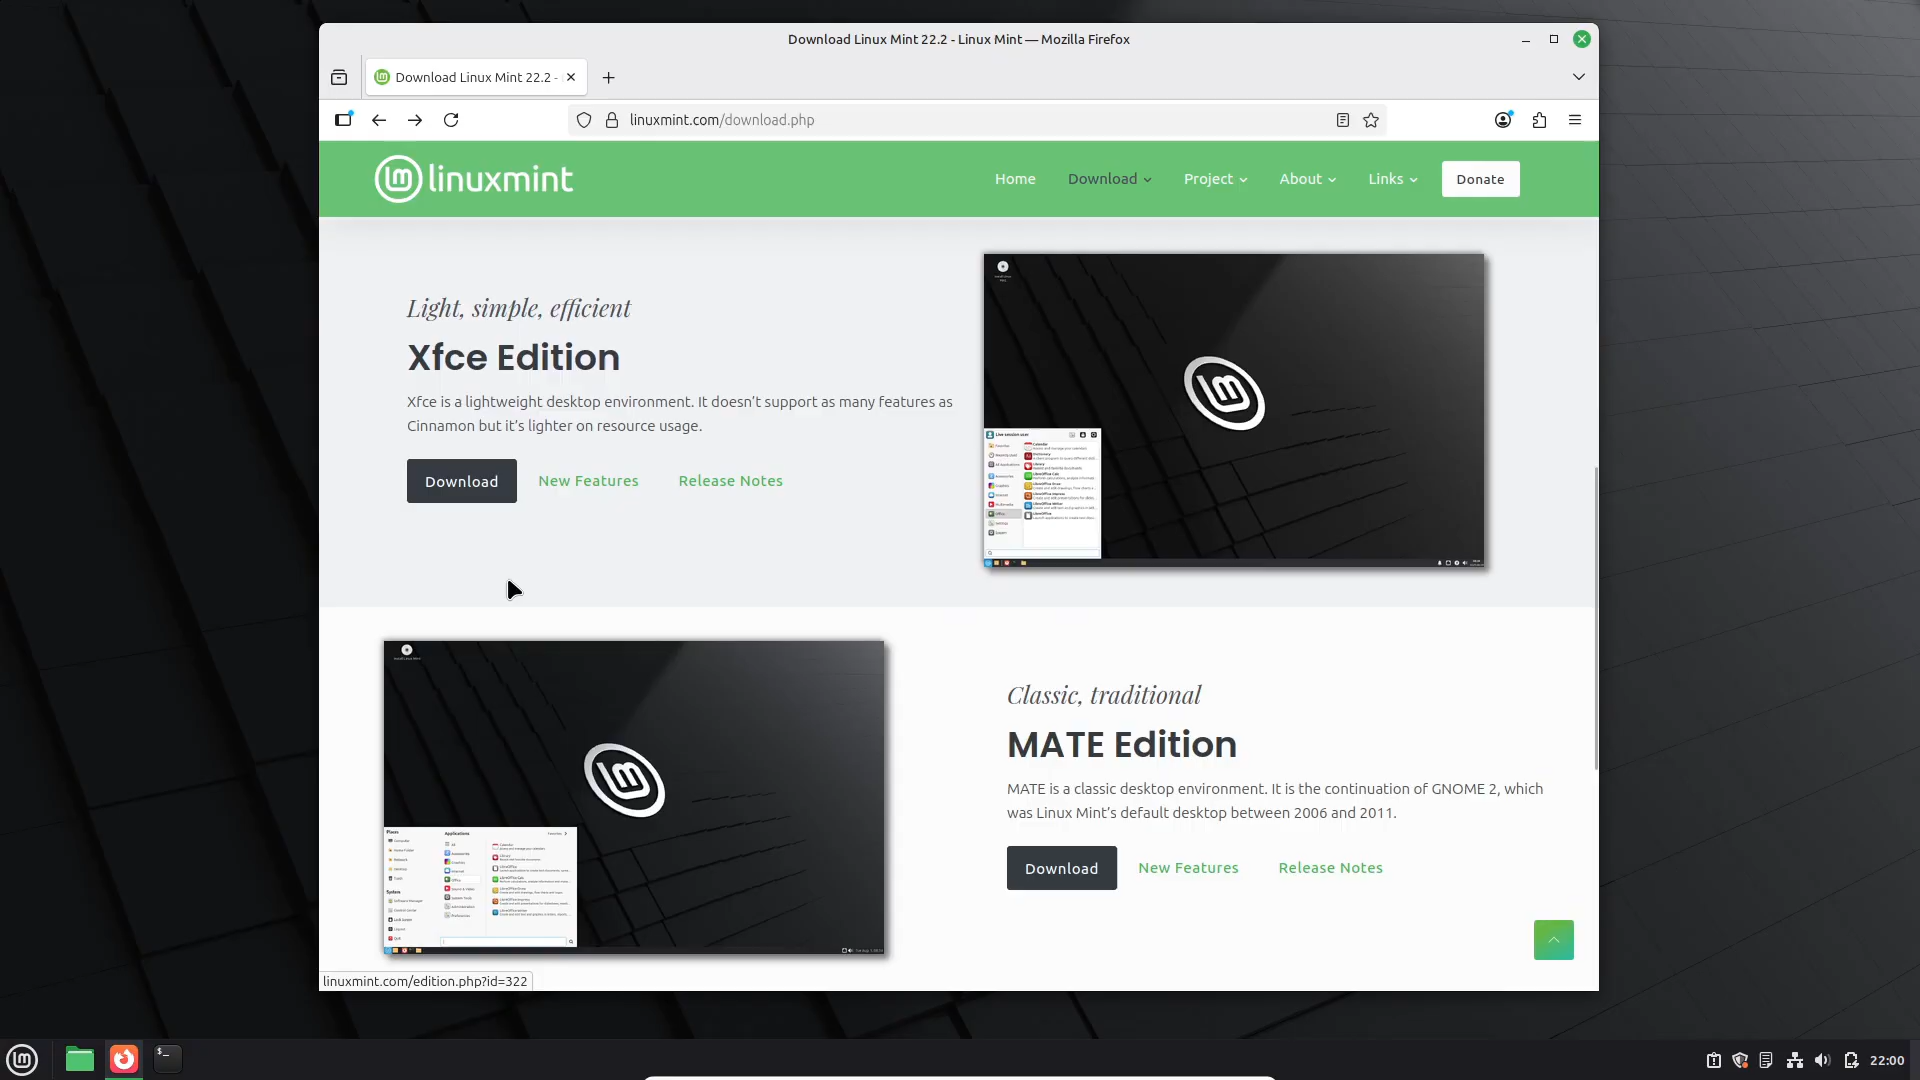 Download Linux Mint 22.2 - Linux Mint — Mozilla Firefox
Download Linux Mint 22.2 -
linuxmint.com/download.php
linuxmint
Home
Download
Project
About
Links
Donate
Light, simple, efficient
Xfce Edition
Xfce is a lightweight desktop environment. It doesn't support as many features as
Cinnamon but it's lighter on resource usage.
Download
New Features
Release Notes
Classic, traditional
MATE Edition
MATE is a classic desktop environment. It is the continuation of GNOME 2, which
was Linux Mint's default desktop between 2006 and 2011.
Download
New Features
Release Notes
linuxmint.com/edition.php?id=322
22:00